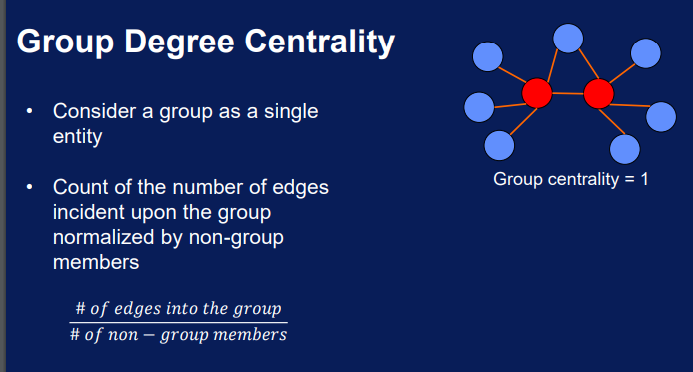 Group Degree Centrality
• Consider a group as a single
entity
• Count of the number of edges
incident upon the group
normalized by non-group
members
# of edges into the group
# of non − group members
Group centrality = 1